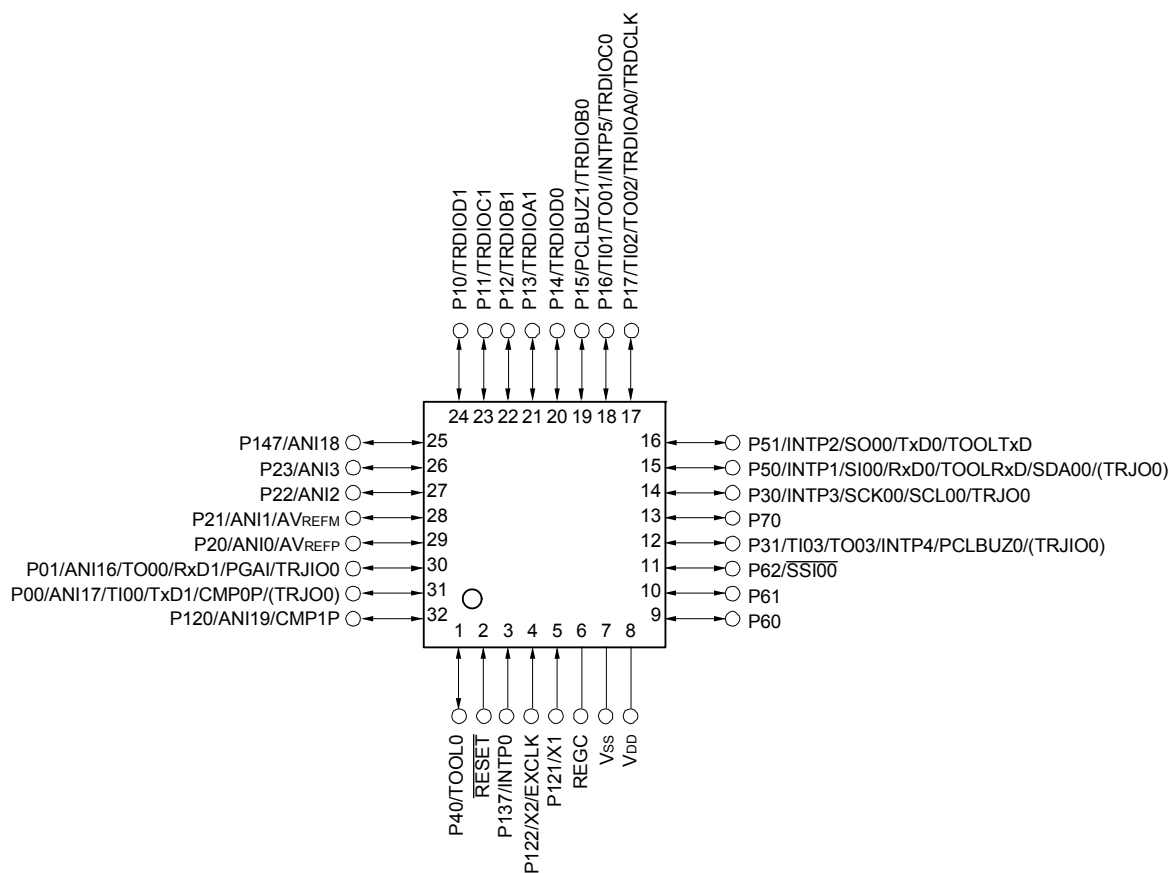 P10/TRDIOD1
P11/TRDIOC1
P12/TRDIOB1
P13/TRDIOA1
P14/TRDIOD0
P15/PCLBUZ1/TRDIOB0
P16/TI01/TO01/INTP5/TRDIOC0
P17/TI02/TO02/TRDIOA0/TRDCLK
24 23 22 21 20 19 18 17
P147/ANI18 25
P23/ANI3 26
P22/ANI2 27
P21/ANI1/AVREFM 28
P20/ANI0/AVREFP 29
P01/ANI16/TO00/RxD1/PGAI/TRJIO0 30
P00/ANI17/TI00/TxD1/CMP0P/(TRJO0) 31
P120/ANI19/CMP1P 32
16 P51/INTP2/SO00/TxD0/TOOLTxD
15 P50/INTP1/SI00/RxD0/TOOLRxD/SDA00/(TRJO0)
14 P30/INTP3/SCK00/SCL00/TRJO0
13 P70
12 P31/TI03/TO03/INTP4/PCLBUZ0/(TRJIO0)
11 P62/SSI00
10 P61
9 P60
1 2 3 4 5 6 7 8
P40/TOOL0
RESET
P137/INTP0
P122/X2/EXCLK
P121/X1
REGC
VSS
VDD